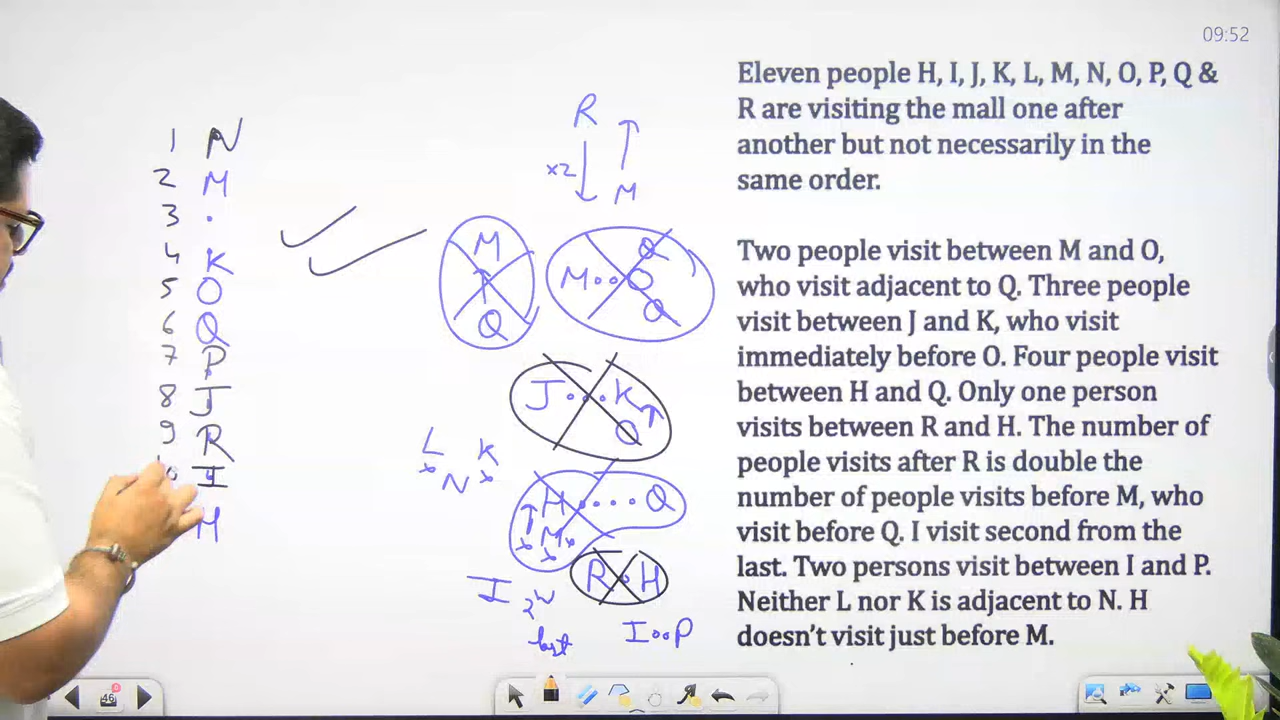 09:52
Eleven people H, I, J, K, L, M, N, O, P, Q &
R are visiting the mall one after
another but not necessarily in the
same order.
Two people visit between M and O,
who visit adjacent to Q. Three people
visit between J and K, who visit
immediately before O. Four people visit
between H and Q. Only one person
visits between R and H. The number of
people visits after R is double the
number of people visits before M, who
visit before Q. I visit second from the
last. Two persons visit between I and P.
Neither L nor K is adjacent to N. H
doesn't visit just before M.
1 N
2 M
3 .
4 K
5 O
6 Q
7 P
8 J
9 R
I
H
R
x2
M
M
Q
M..O
Q
Q
J...K
O
L K
x N x
H....Q
x M x
R.H
I
last
I o o P
46